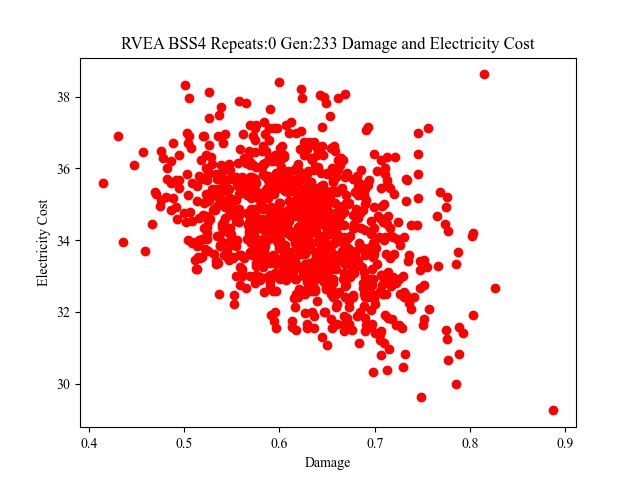 RVEA BSS4 Repeats:0 Gen:233 Damage and Electricity Cost
38
36
34
32
30
Electricity Cost
0.4 0.5 0.6 0.7 0.8 0.9
Damage